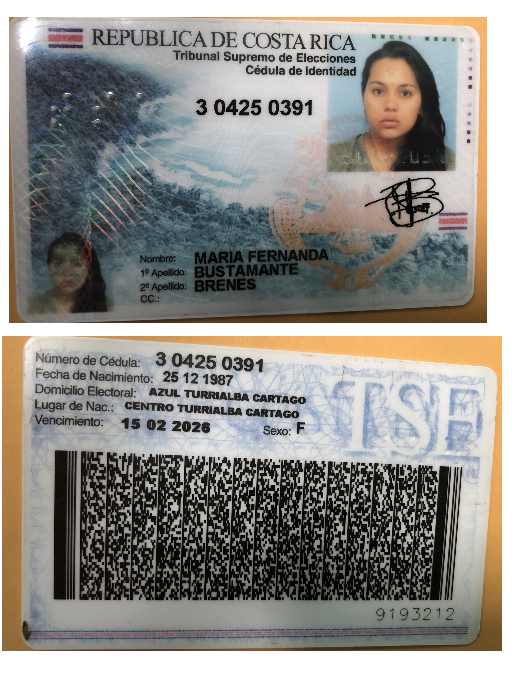 REPUBLICA DE COSTA RICA
Tribunal Supremo de Elecciones
Cédula de Identidad
3 0425 0391
Nombre: MARIA FERNANDA
1º Apellido: BUSTAMANTE
2º Apellido: BRENES
CC.:
Número de Cédula: 3 0425 0391
Fecha de Nacimiento: 25 12 1987
Domicilio Electoral: AZUL TURRIALBA CARTAGO
Lugar de Nac.: CENTRO TURRIALBA CARTAGO
Vencimiento: 15 02 2026 Sexo: F
TSE
9193212